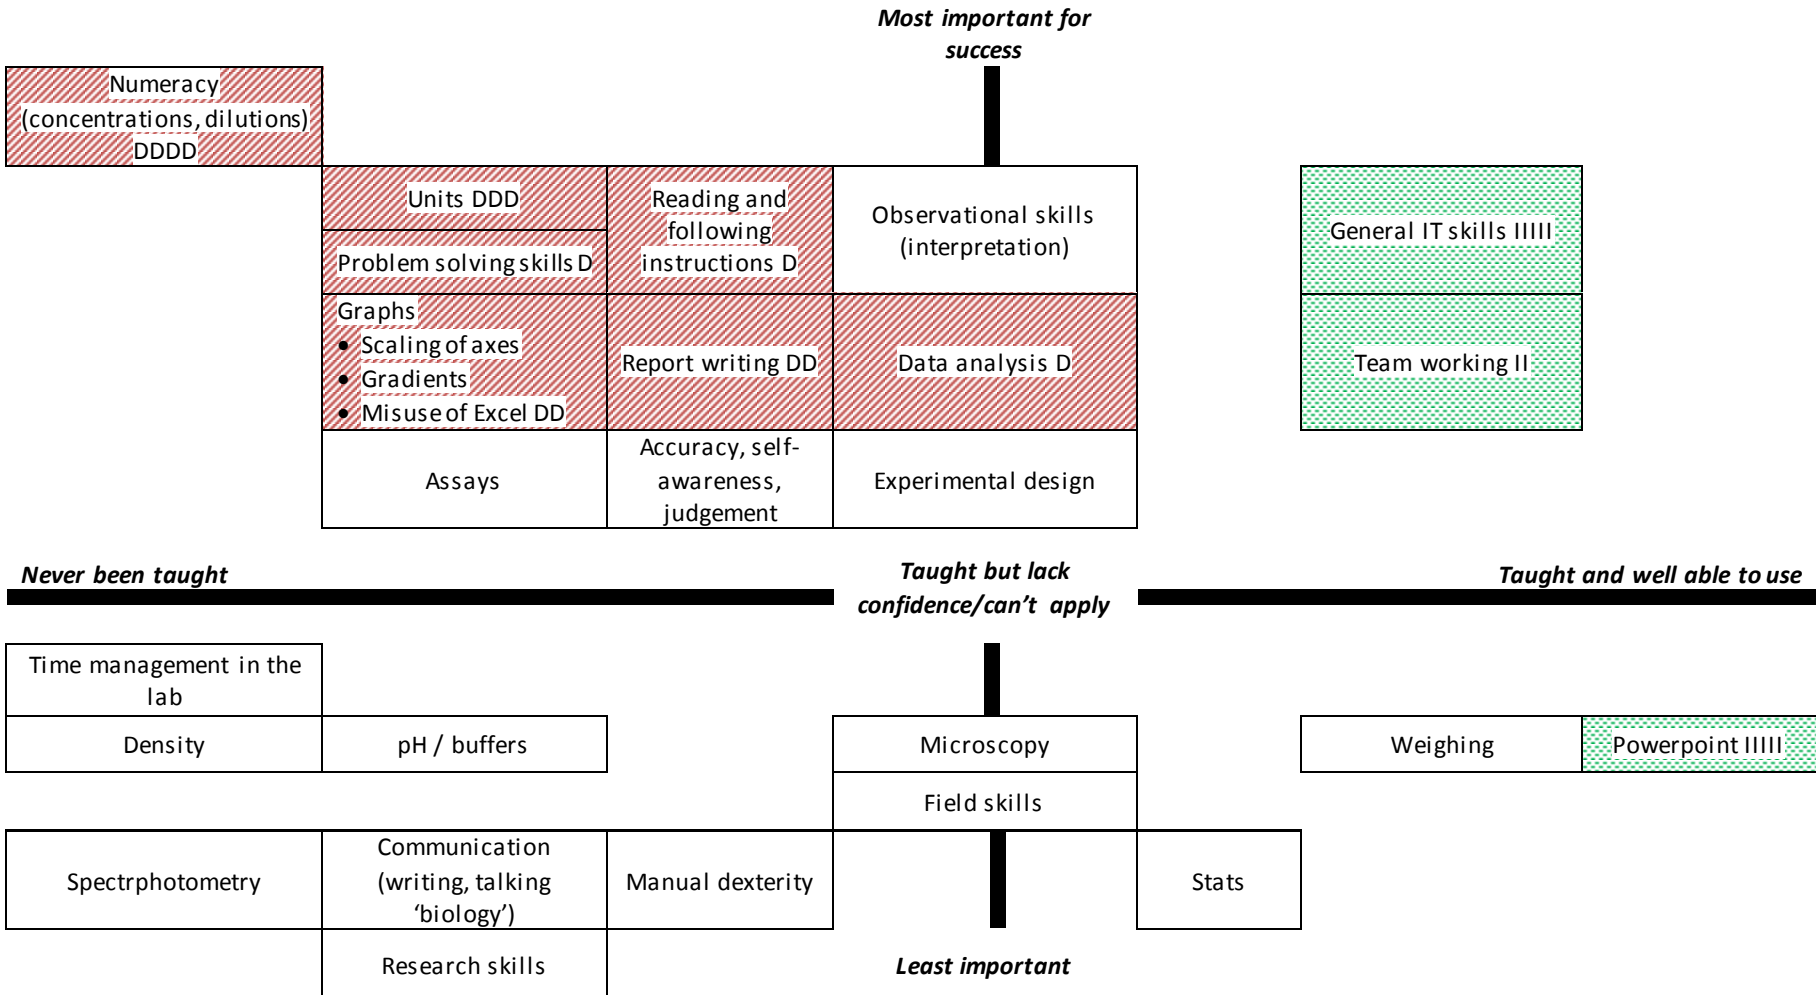 Most important for
success
Numeracy
(concentrations, dilutions)
DDDD
Units DDD
Problem solving skills D
Reading and
following
instructions D
Observational skills
(interpretation)
General IT skills IIIII
Graphs
• Scaling of axes
• Gradients
• Misuse of Excel DD
Report writing DD
Data analysis D
Team working II
Assays
Accuracy, self-
awareness,
judgement
Experimental design
Never been taught
Taught but lack
confidence/can’t apply
Taught and well able to use
Time management in the
lab
Density
pH / buffers
Microscopy
Weighing
Powerpoint IIIII
Field skills
Spectrphotometry
Communication
(writing, talking
‘biology’)
Manual dexterity
Stats
Research skills
Least important